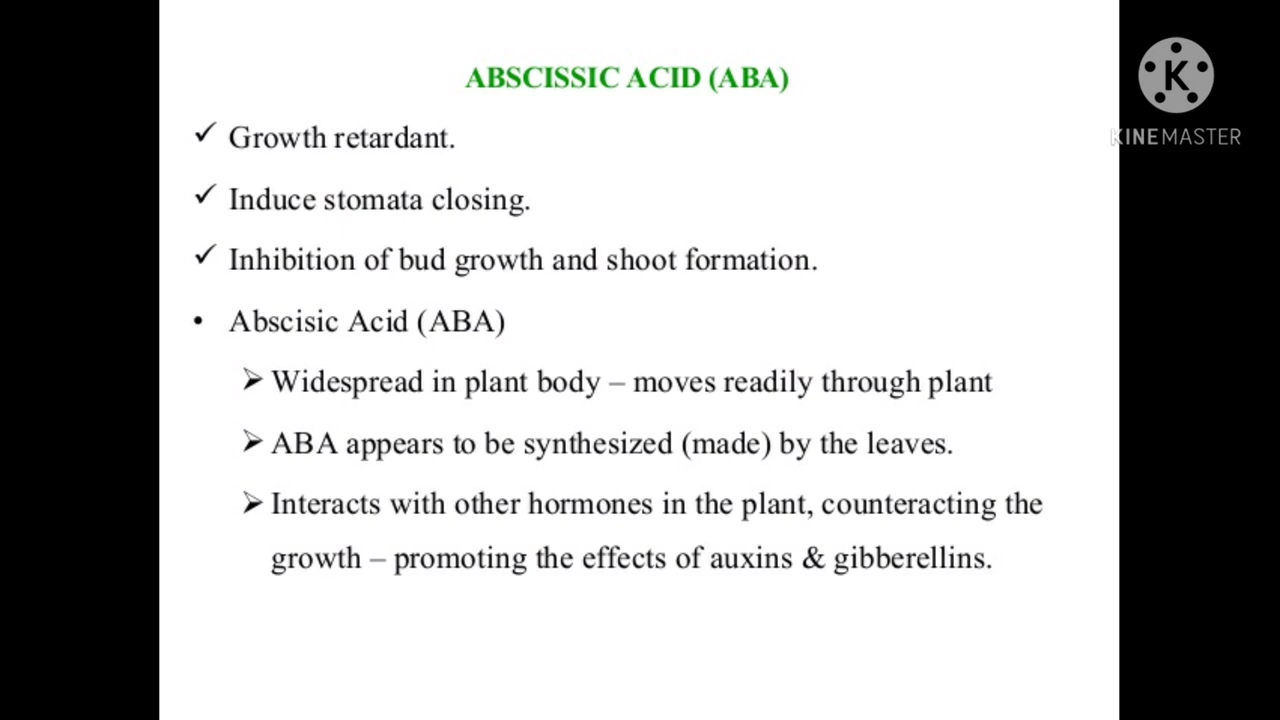 ABSCISSIC ACID (ABA)
✓ Growth retardant.
✓ Induce stomata closing.
✓ Inhibition of bud growth and shoot formation.
• Abscisic Acid (ABA)
➢ Widespread in plant body – moves readily through plant
➢ ABA appears to be synthesized (made) by the leaves.
➢ Interacts with other hormones in the plant, counteracting the
growth – promoting the effects of auxins & gibberellins.
K
KINEMASTER